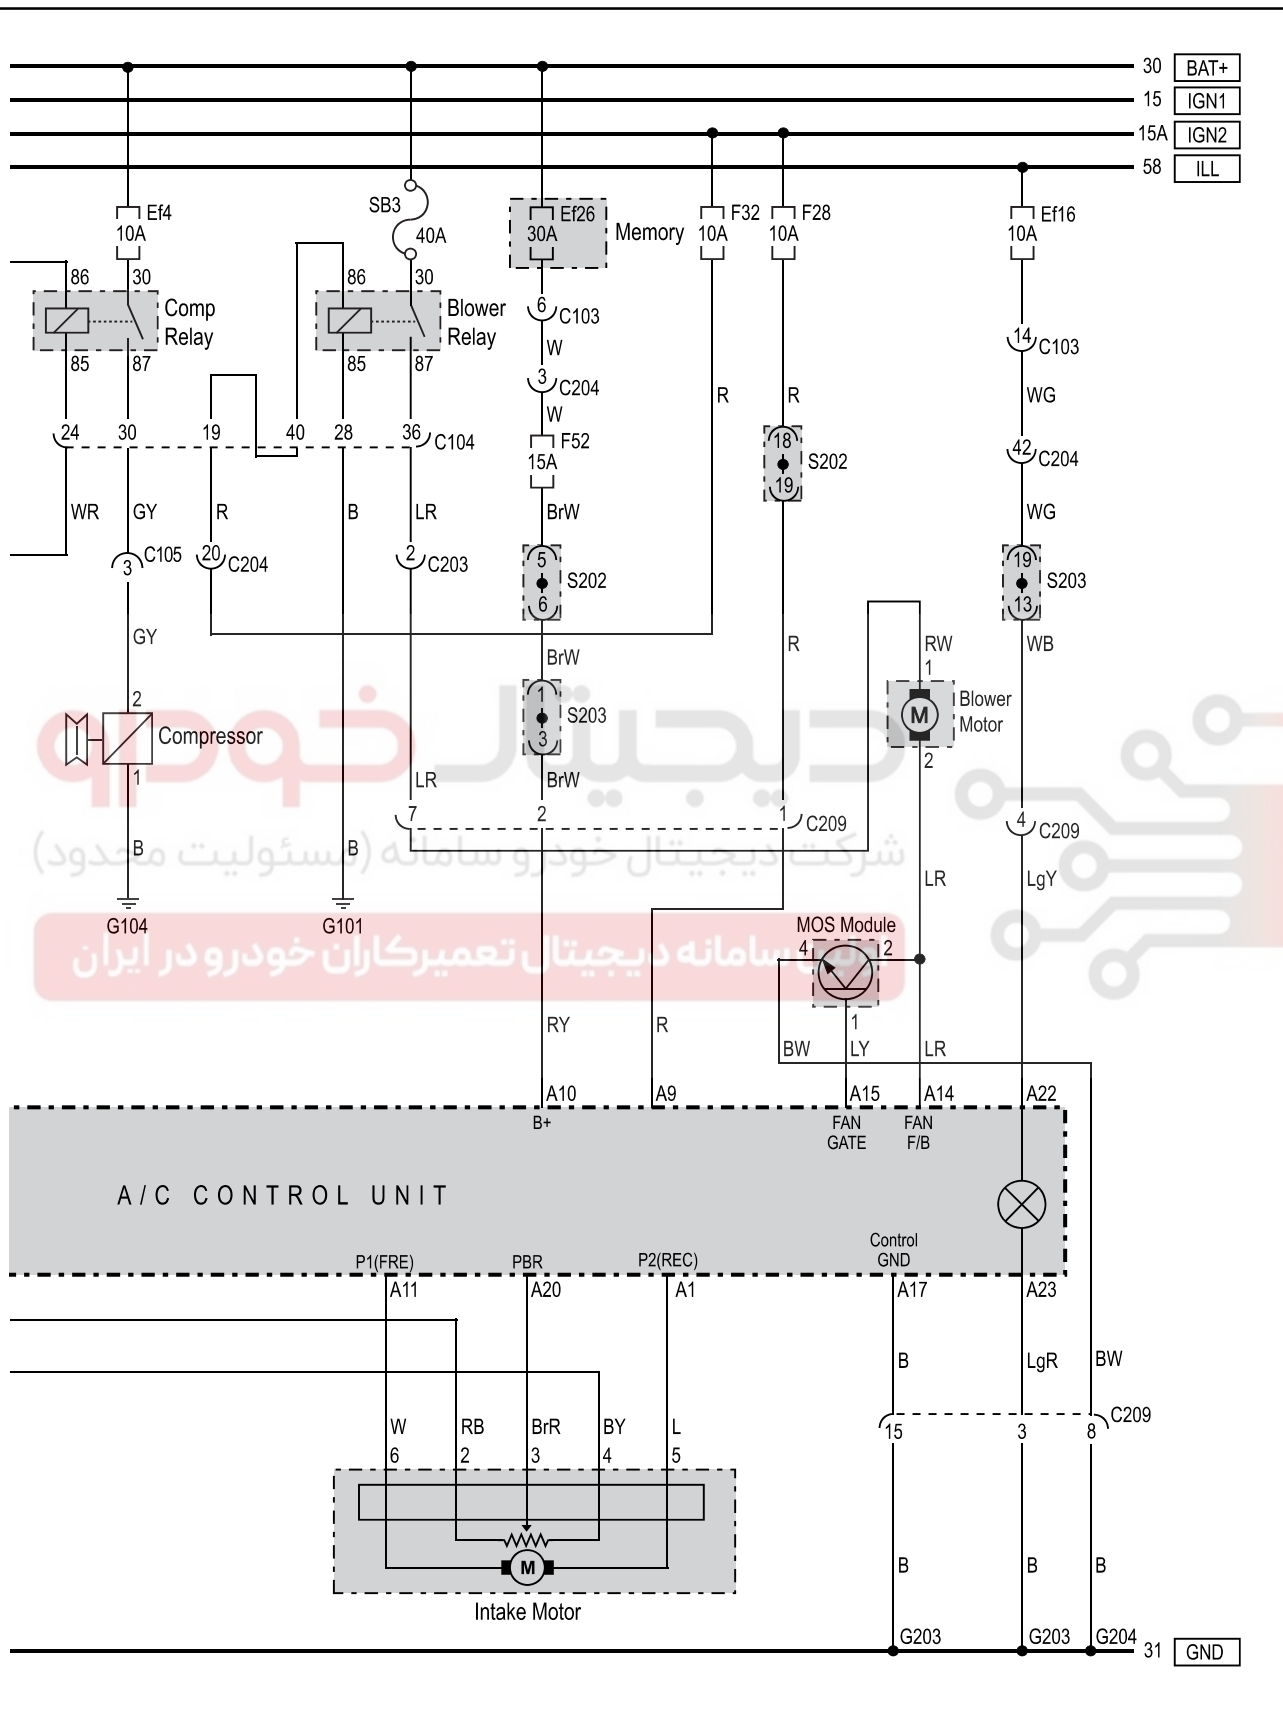 30 BAT+
15 IGN1
15A IGN2
58 ILL
SB3
40A
Ef4
10A
Ef26
30A
Memory
F32
10A
F28
10A
Ef16
10A
86 30
Comp
Relay
85 87
86 30
Blower
Relay
85 87
6 C103
W
3 C204
W
F52
15A
14 C103
WG
42 C204
R
R
24 30 19 40 28 36 C104
18
S202
19
WR GY R B LR BrW WG
3 C105
20 C204
2 C203
5
S202
6
19
S203
13
GY
BrW
R
RW
1
WB
2
Compressor
1
1
S203
3
M
Blower
Motor
2
LR
BrW
7 2 1 C209
4 C209
B
B
LR
LgY
G104
G101
دیجیتال خودرو
شرکت دیجیتال خودرو سامانه (مسئولیت محدود)
اولین سامانه دیجیتال تعمیرکاران خودرو در ایران
MOS Module
4 2
1
RY
R
BW LY LR
A10 A9 A15 A14 A22
B+
FAN
GATE
FAN
F/B
A/C CONTROL UNIT
P1(FRE) PBR P2(REC)
Control
GND
A11 A20 A1 A17 A23
B LgR BW
W RB BrR BY L
6 2 3 4 5
C209
15 3 8
M
Intake Motor
B B B
G203 G203 G204
31 GND